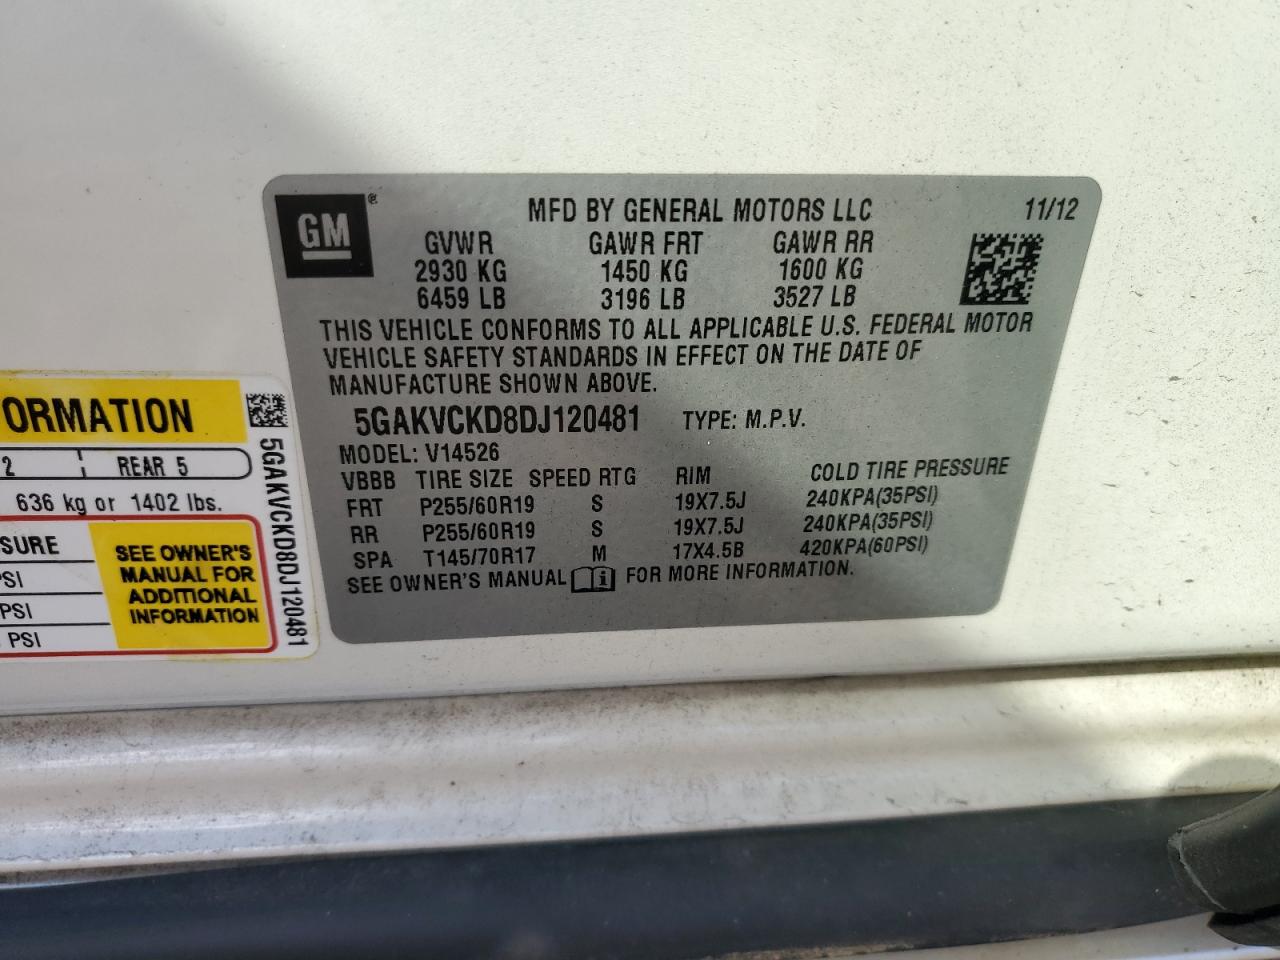 GM ®
MFD BY GENERAL MOTORS LLC 11/12
GVWR GAWR FRT GAWR RR
2930 KG 1450 KG 1600 KG
6459 LB 3196 LB 3527 LB
THIS VEHICLE CONFORMS TO ALL APPLICABLE U.S. FEDERAL MOTOR
VEHICLE SAFETY STANDARDS IN EFFECT ON THE DATE OF
MANUFACTURE SHOWN ABOVE.
5GAKVCKD8DJ120481 TYPE: M.P.V.
MODEL: V14526
VBBB TIRE SIZE SPEED RTG RIM COLD TIRE PRESSURE
FRT P255/60R19 S 19X7.5J 240KPA(35PSI)
RR P255/60R19 S 19X7.5J 240KPA(35PSI)
SPA T145/70R17 M 17X4.5B 420KPA(60PSI)
SEE OWNER'S MANUAL i FOR MORE INFORMATION.
ORMATION
2 REAR 5
636 kg or 1402 lbs.
SURE
PSI
PSI
PSI
SEE OWNER'S
MANUAL FOR
ADDITIONAL
INFORMATION
5GAKVCKD8DJ120481